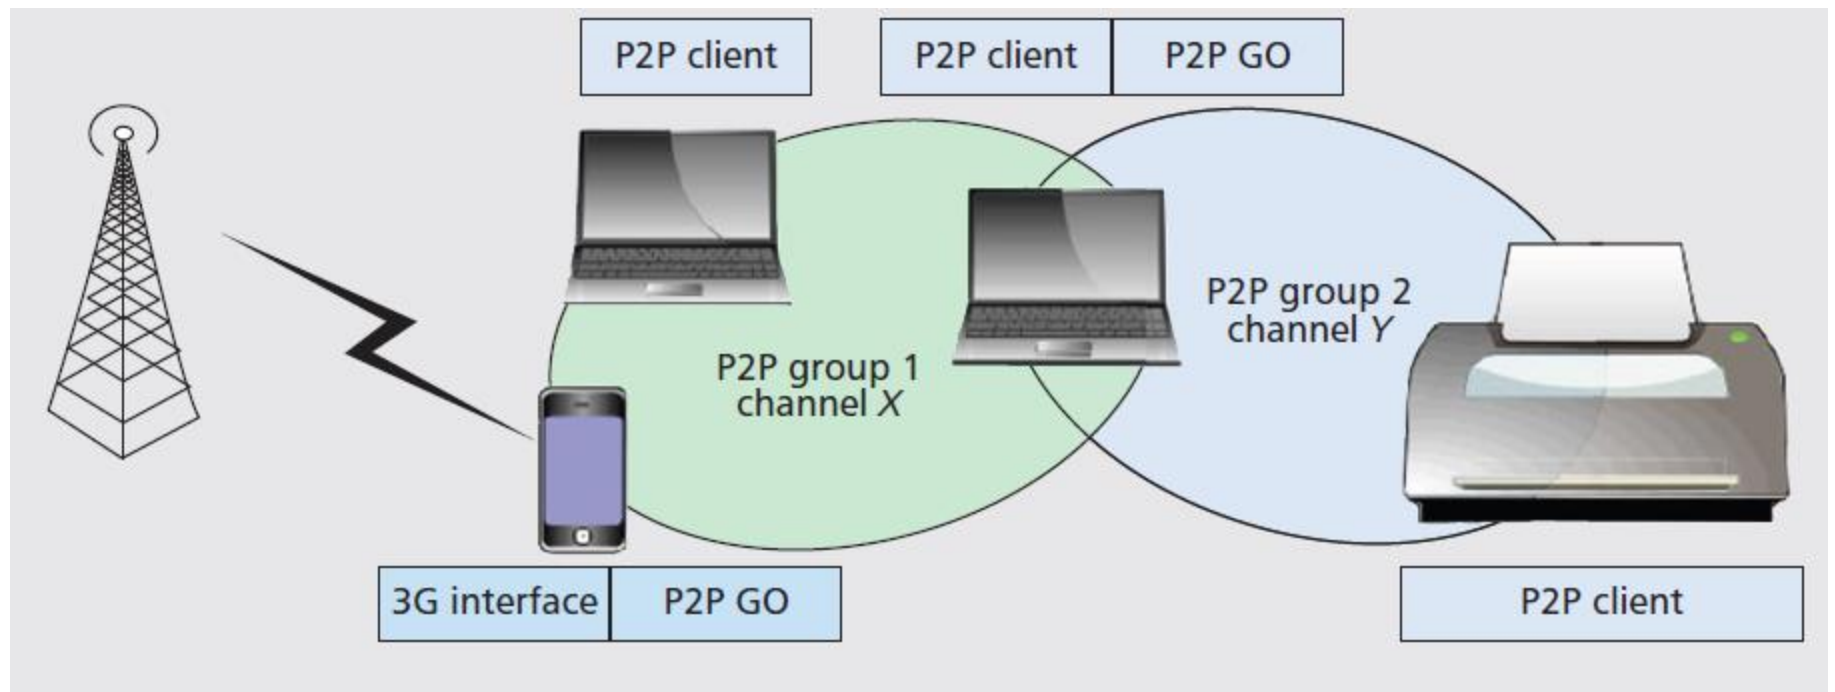 P2P client
P2P client
P2P GO
P2P group 2
channel Y
P2P group 1
channel X
3G interface
P2P GO
P2P client